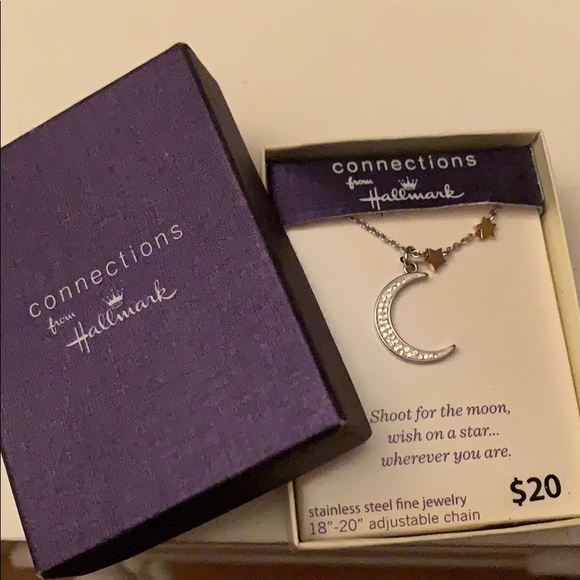 connections
from Hallmark
connections
from Hallmark
Shoot for the moon,
wish on a star...
wherever you are.
stainless steel fine jewelry
18"-20" adjustable chain
$20